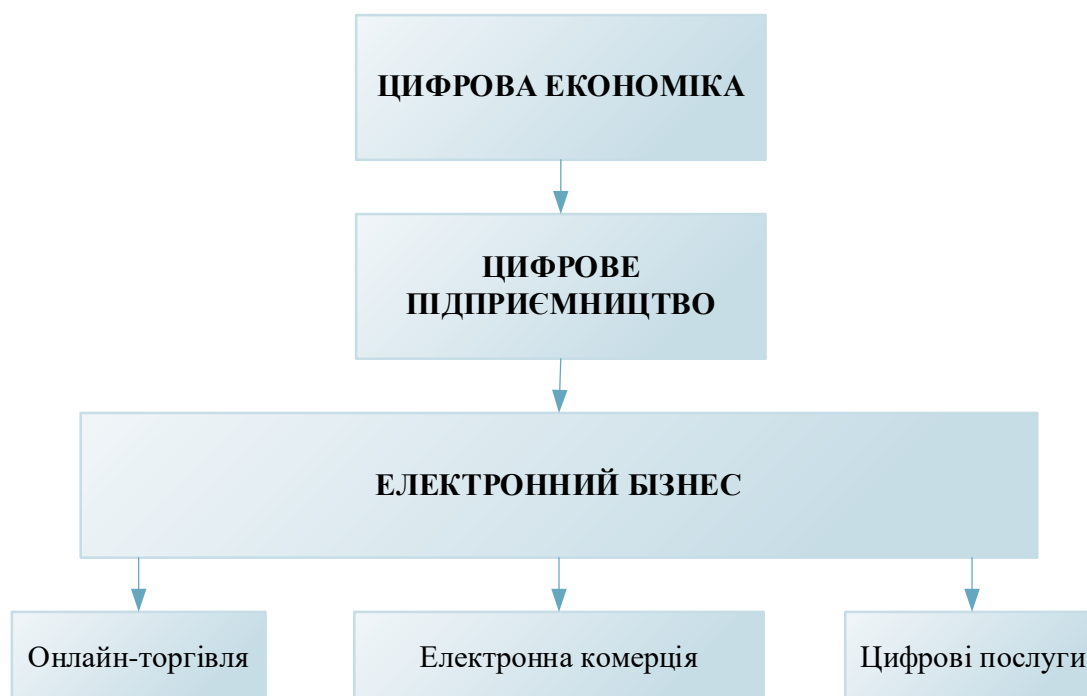 ЦИФРОВА ЕКОНОМІКА
ЦИФРОВЕ
ПІДПРИЄМНИЦТВО
ЕЛЕКТРОННИЙ БІЗНЕС
Онлайн-торгівля
Електронна комерція
Цифрові послуги